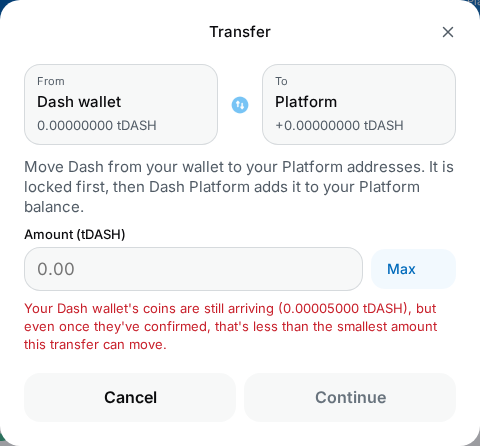 Transfer
From
Dash wallet
0.00000000 tDASH
To
Platform
+0.00000000 tDASH
Move Dash from your wallet to your Platform addresses. It is
locked first, then Dash Platform adds it to your Platform
balance.
Amount (tDASH)
0.00
Max
Your Dash wallet's coins are still arriving (0.00005000 tDASH), but
even once they've confirmed, that's less than the smallest amount
this transfer can move.
Cancel
Continue